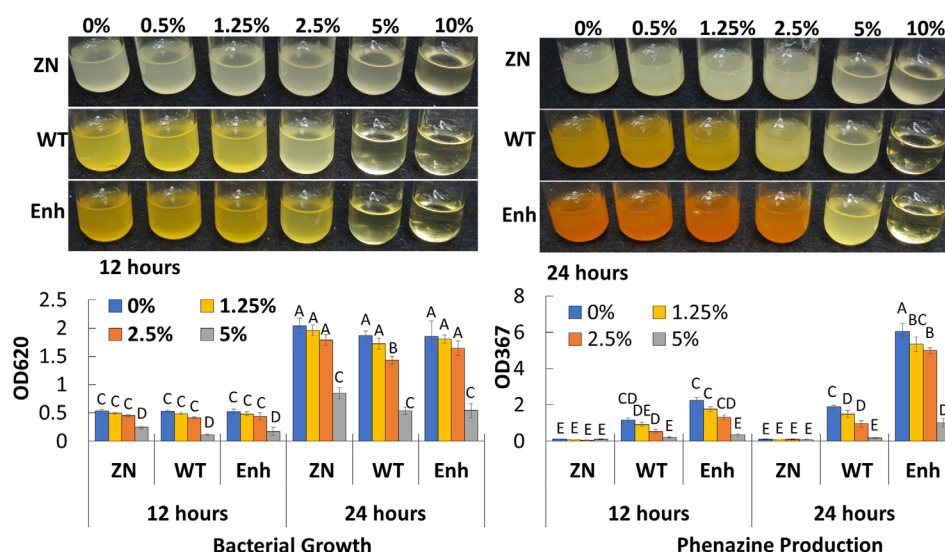 0% 0.5% 1.25% 2.5% 5% 10%
ZN
WT
Enh
12 hours
0% 0.5% 1.25% 2.5% 5% 10%
ZN
WT
Enh
24 hours
OD620
2.5
2
1.5
1
0.5
0
0% 1.25%
2.5% 5%
C C C D C C C D C C C D A A A C A A B C A A A C
ZN WT Enh ZN WT Enh
12 hours 24 hours
Bacterial Growth
OD367
8
6
4
2
0
0% 1.25%
2.5% 5%
E E E E CD DE D E C C CD E E E E E C D D E A BC C D
ZN WT Enh ZN WT Enh
12 hours 24 hours
Phenazine Production